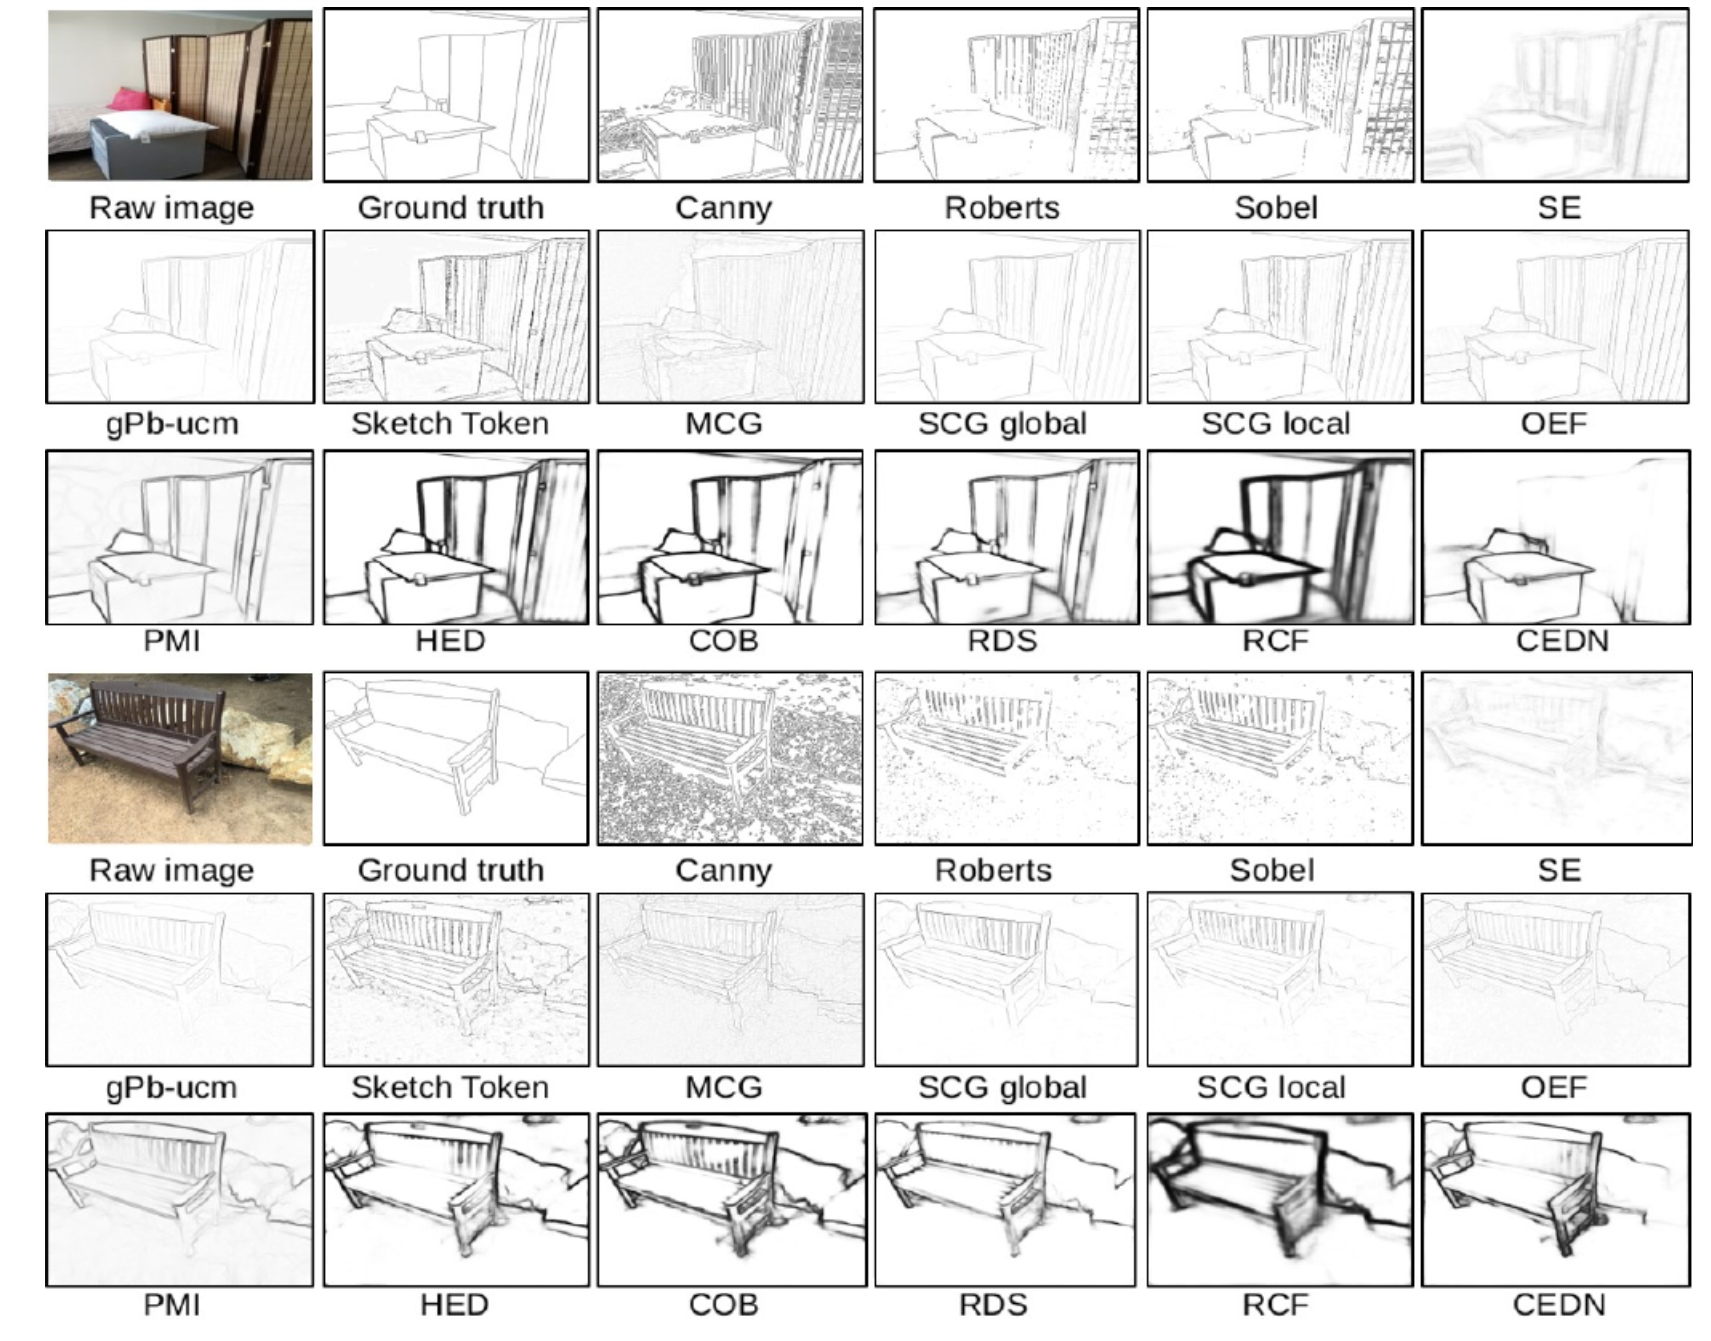 Raw image Ground truth Canny Roberts Sobel SE
gPb-ucm Sketch Token MCG SCG global SCG local OEF
PMI HED COB RDS RCF CEDN
Raw image Ground truth Canny Roberts Sobel SE
gPb-ucm Sketch Token MCG SCG global SCG local OEF
PMI HED COB RDS RCF CEDN